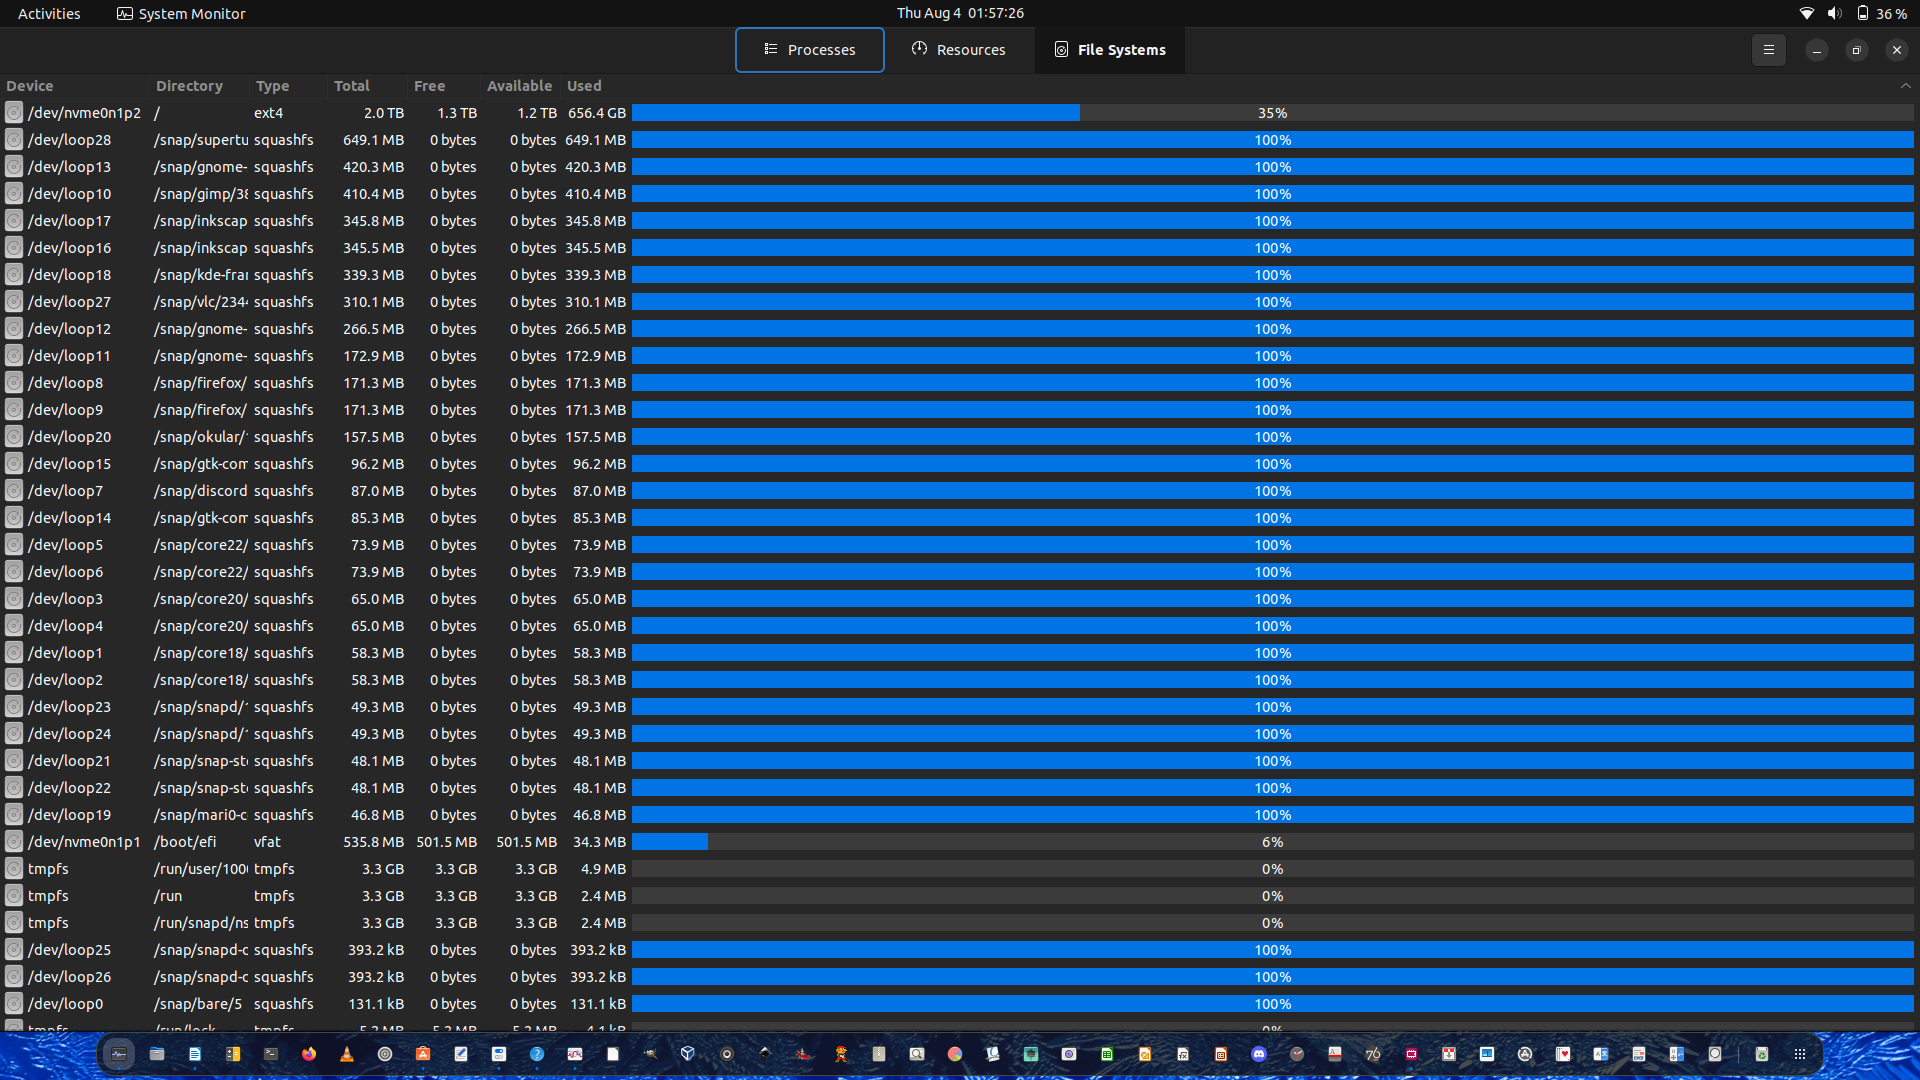 Activities System Monitor Thu Aug 4 01:57:26 36 %
Processes Resources File Systems
Device Directory Type Total Free Available Used
/dev/nvme0n1p2 / ext4 2.0 TB 1.3 TB 1.2 TB 656.4 GB 35%
/dev/loop28 /snap/supertu squashfs 649.1 MB 0 bytes 0 bytes 649.1 MB 100%
/dev/loop13 /snap/gnome- squashfs 420.3 MB 0 bytes 0 bytes 420.3 MB 100%
/dev/loop10 /snap/gimp/38 squashfs 410.4 MB 0 bytes 0 bytes 410.4 MB 100%
/dev/loop17 /snap/inkscap squashfs 345.8 MB 0 bytes 0 bytes 345.8 MB 100%
/dev/loop16 /snap/inkscap squashfs 345.5 MB 0 bytes 0 bytes 345.5 MB 100%
/dev/loop18 /snap/kde-frar squashfs 339.3 MB 0 bytes 0 bytes 339.3 MB 100%
/dev/loop27 /snap/vlc/2344 squashfs 310.1 MB 0 bytes 0 bytes 310.1 MB 100%
/dev/loop12 /snap/gnome- squashfs 266.5 MB 0 bytes 0 bytes 266.5 MB 100%
/dev/loop11 /snap/gnome- squashfs 172.9 MB 0 bytes 0 bytes 172.9 MB 100%
/dev/loop8 /snap/firefox/ squashfs 171.3 MB 0 bytes 0 bytes 171.3 MB 100%
/dev/loop9 /snap/firefox/ squashfs 171.3 MB 0 bytes 0 bytes 171.3 MB 100%
/dev/loop20 /snap/okular/1 squashfs 157.5 MB 0 bytes 0 bytes 157.5 MB 100%
/dev/loop15 /snap/gtk-com squashfs 96.2 MB 0 bytes 0 bytes 96.2 MB 100%
/dev/loop7 /snap/discord squashfs 87.0 MB 0 bytes 0 bytes 87.0 MB 100%
/dev/loop14 /snap/gtk-com squashfs 85.3 MB 0 bytes 0 bytes 85.3 MB 100%
/dev/loop5 /snap/core22/ squashfs 73.9 MB 0 bytes 0 bytes 73.9 MB 100%
/dev/loop6 /snap/core22/ squashfs 73.9 MB 0 bytes 0 bytes 73.9 MB 100%
/dev/loop3 /snap/core20/ squashfs 65.0 MB 0 bytes 0 bytes 65.0 MB 100%
/dev/loop4 /snap/core20/ squashfs 65.0 MB 0 bytes 0 bytes 65.0 MB 100%
/dev/loop1 /snap/core18/ squashfs 58.3 MB 0 bytes 0 bytes 58.3 MB 100%
/dev/loop2 /snap/core18/ squashfs 58.3 MB 0 bytes 0 bytes 58.3 MB 100%
/dev/loop23 /snap/snapd/1 squashfs 49.3 MB 0 bytes 0 bytes 49.3 MB 100%
/dev/loop24 /snap/snapd/1 squashfs 49.3 MB 0 bytes 0 bytes 49.3 MB 100%
/dev/loop21 /snap/snap-sto squashfs 48.1 MB 0 bytes 0 bytes 48.1 MB 100%
/dev/loop22 /snap/snap-sto squashfs 48.1 MB 0 bytes 0 bytes 48.1 MB 100%
/dev/loop19 /snap/mari0-c squashfs 46.8 MB 0 bytes 0 bytes 46.8 MB 100%
/dev/nvme0n1p1 /boot/efi vfat 535.8 MB 501.5 MB 501.5 MB 34.3 MB 6%
tmpfs /run/user/1000 tmpfs 3.3 GB 3.3 GB 3.3 GB 4.9 MB 0%
tmpfs /run tmpfs 3.3 GB 3.3 GB 3.3 GB 2.4 MB 0%
tmpfs /run/snapd/ns tmpfs 3.3 GB 3.3 GB 3.3 GB 2.4 MB 0%
/dev/loop25 /snap/snapd-c squashfs 393.2 kB 0 bytes 0 bytes 393.2 kB 100%
/dev/loop26 /snap/snapd-c squashfs 393.2 kB 0 bytes 0 bytes 393.2 kB 100%
/dev/loop0 /snap/bare/5 squashfs 131.1 kB 0 bytes 0 bytes 131.1 kB 100%
tmpfs /run/lock tmpfs 5.2 MB 5.2 MB 5.2 MB 4.1 kB 0%